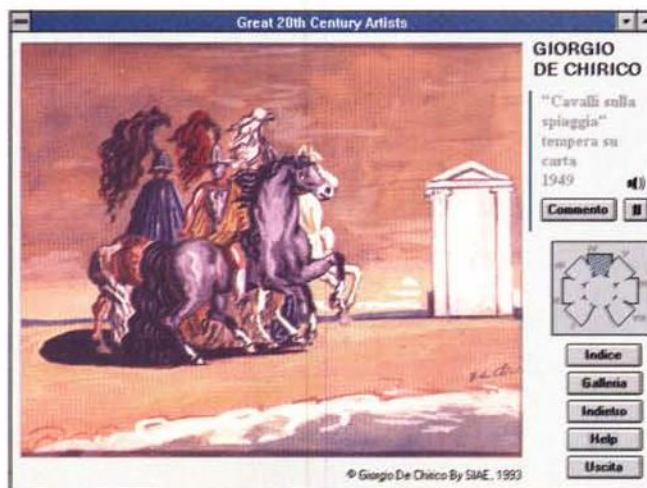 Great 20th Century Artists
GIORGIO
DE CHIRICO
"Cavalli sulla
spiaggia"
tempera su
carta
1949
Commento
Indice
Galleria
Indietro
Help
Uscita
© Giorgio De Chirico By SIAE, 1993